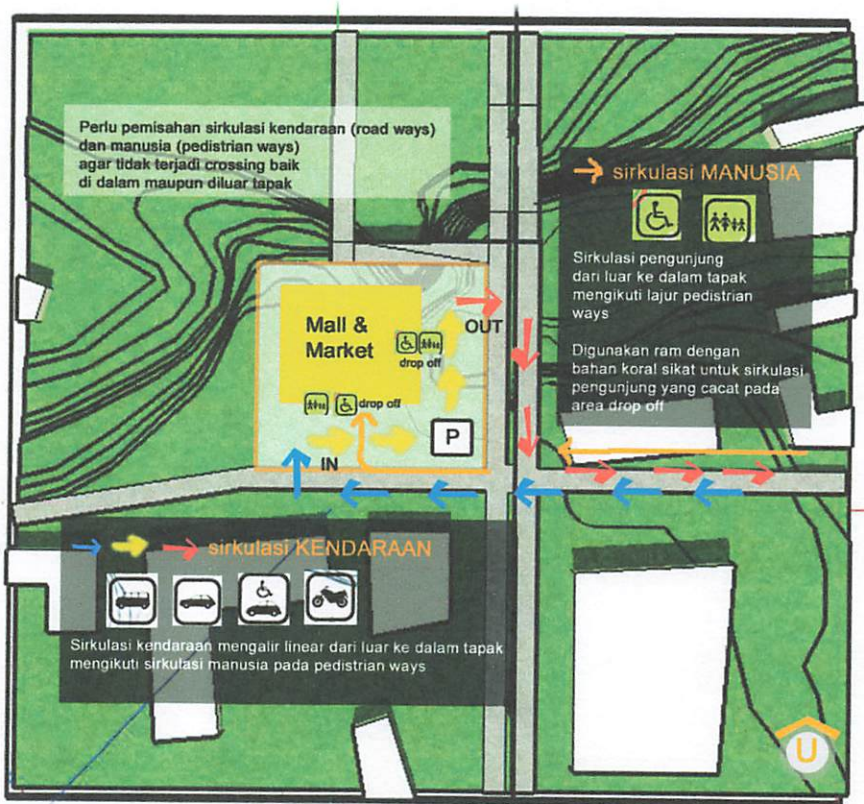 Perlu pemisahan sirkulasi kendaraan (road ways)
dan manusia (pedistrian ways)
agar tidak terjadi crossing baik
di dalam maupun diluar tapak
sirkulasi MANUSIA
Sirkulasi pengunjung
dari luar ke dalam tapak
mengikuti lajur pedistrian
ways
Digunakan ram dengan
bahan koral sikat untuk sirkulasi
pengunjung yang cacat pada
area drop off
Mall &
Market
OUT
drop off
drop off
P
IN
sirkulasi KENDARAAN
Sirkulasi kendaraan mengalir linear dari luar ke dalam tapak
mengikuti sirkulasi manusia pada pedistrian ways
U